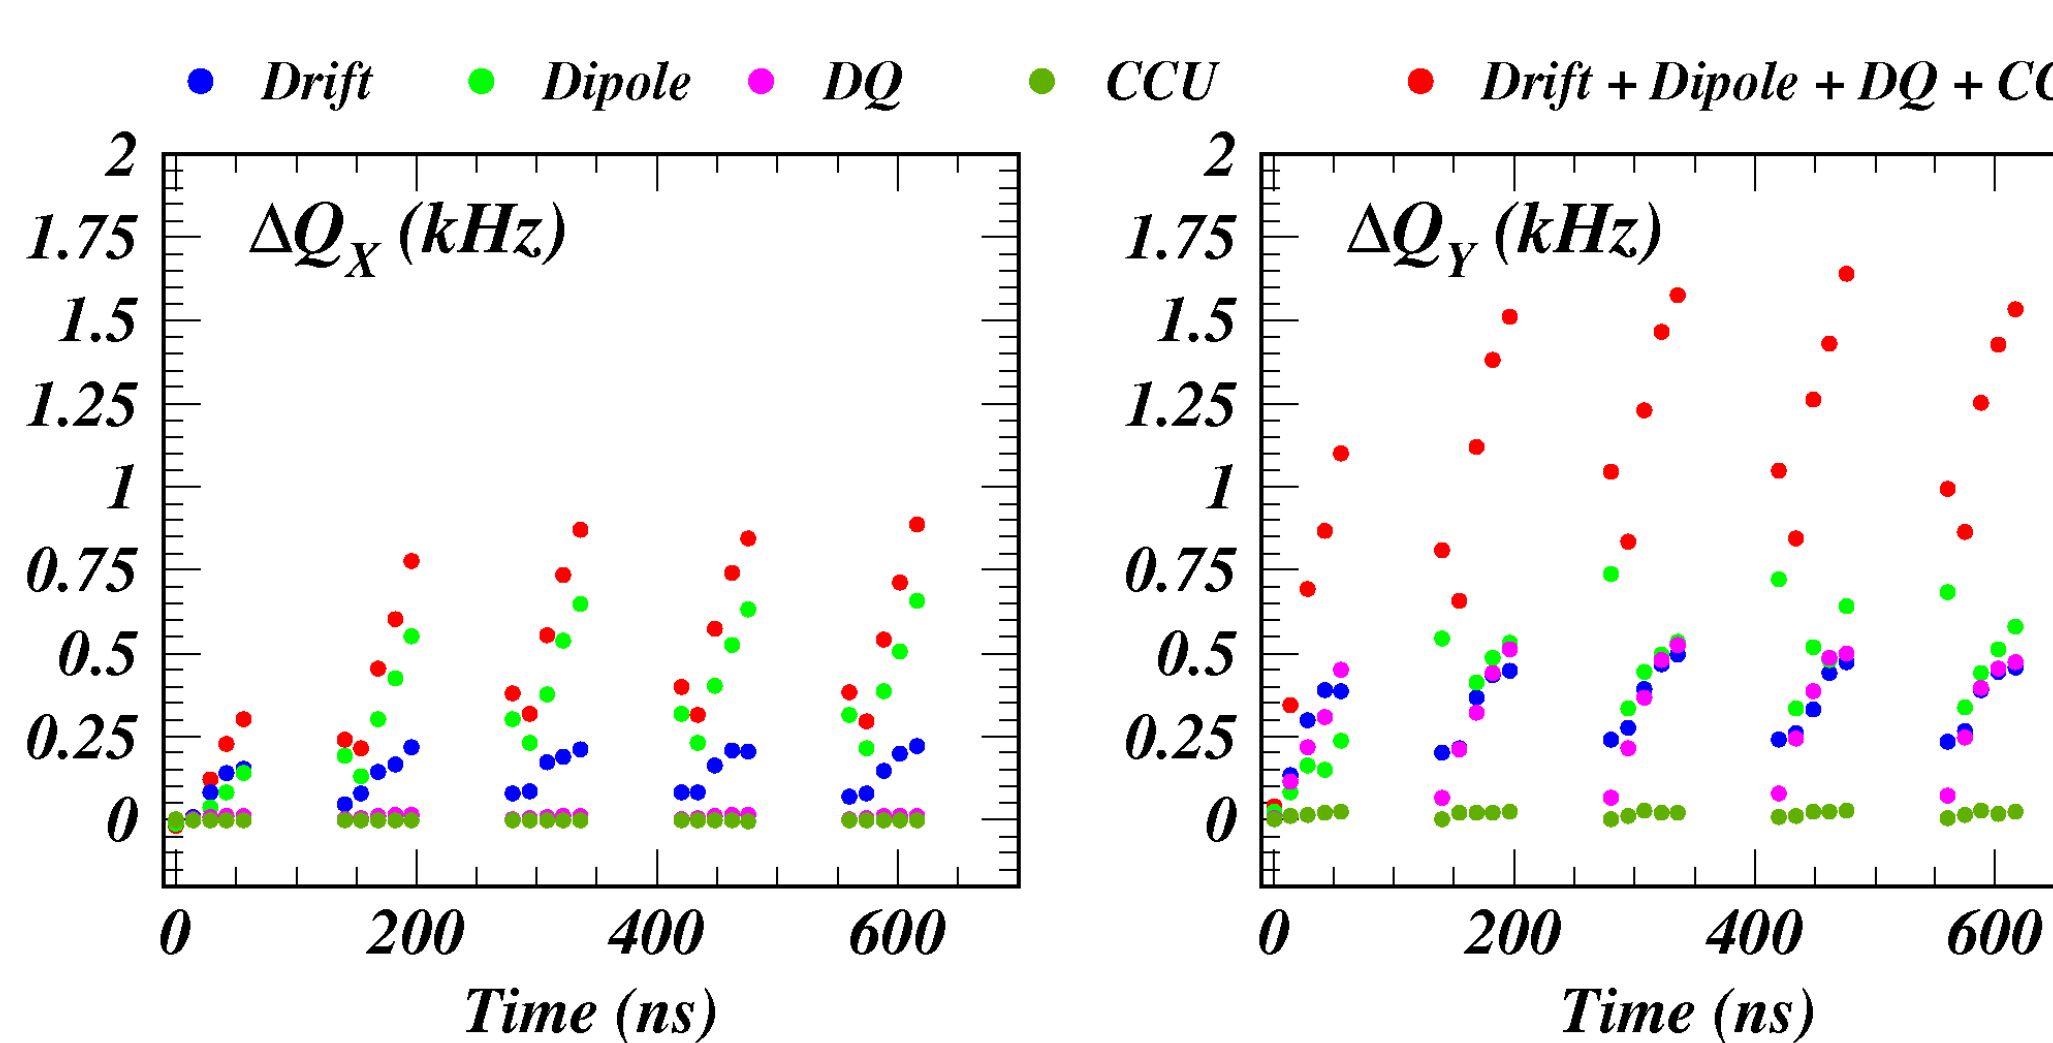 Drift Dipole DQ CCU Drift + Dipole + DQ + CC
2 2
ΔQX (kHz) ΔQY (kHz)
1.75 1.75
1.5 1.5
1.25 1.25
1 1
0.75 0.75
0.5 0.5
0.25 0.25
0 0
0 200 400 600 0 200 400 600
Time (ns) Time (ns)